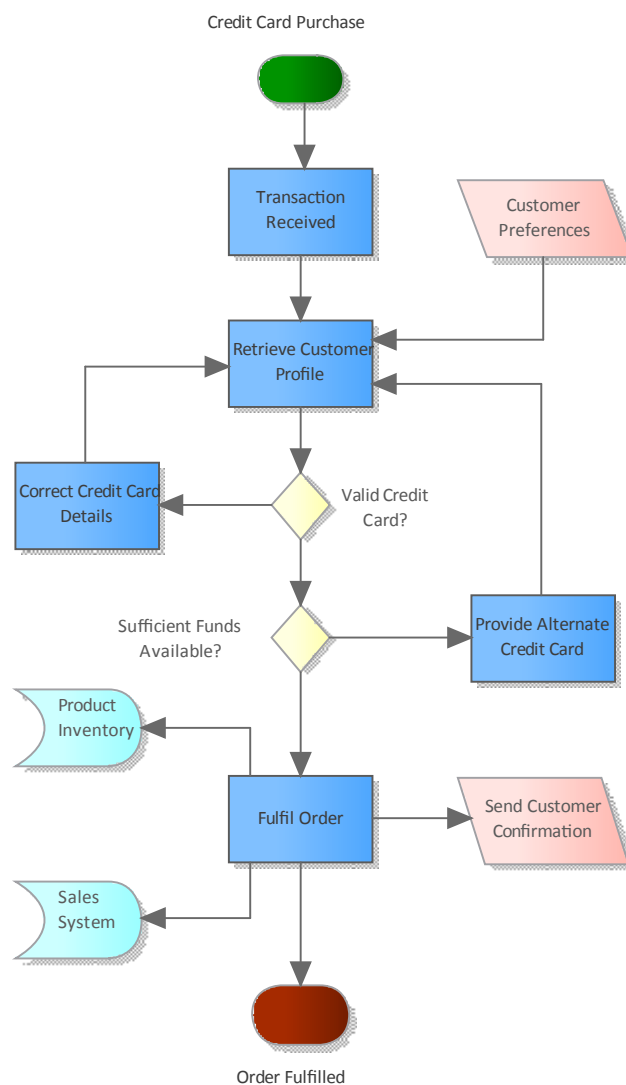 Credit Card Purchase
Transaction
Received
Customer
Preferences
Retrieve Customer
Profile
Correct Credit Card
Details
Valid Credit
Card?
Sufficient Funds
Available?
Provide Alternate
Credit Card
Product
Inventory
Fulfil Order
Send Customer
Confirmation
Sales
System
Order Fulfilled